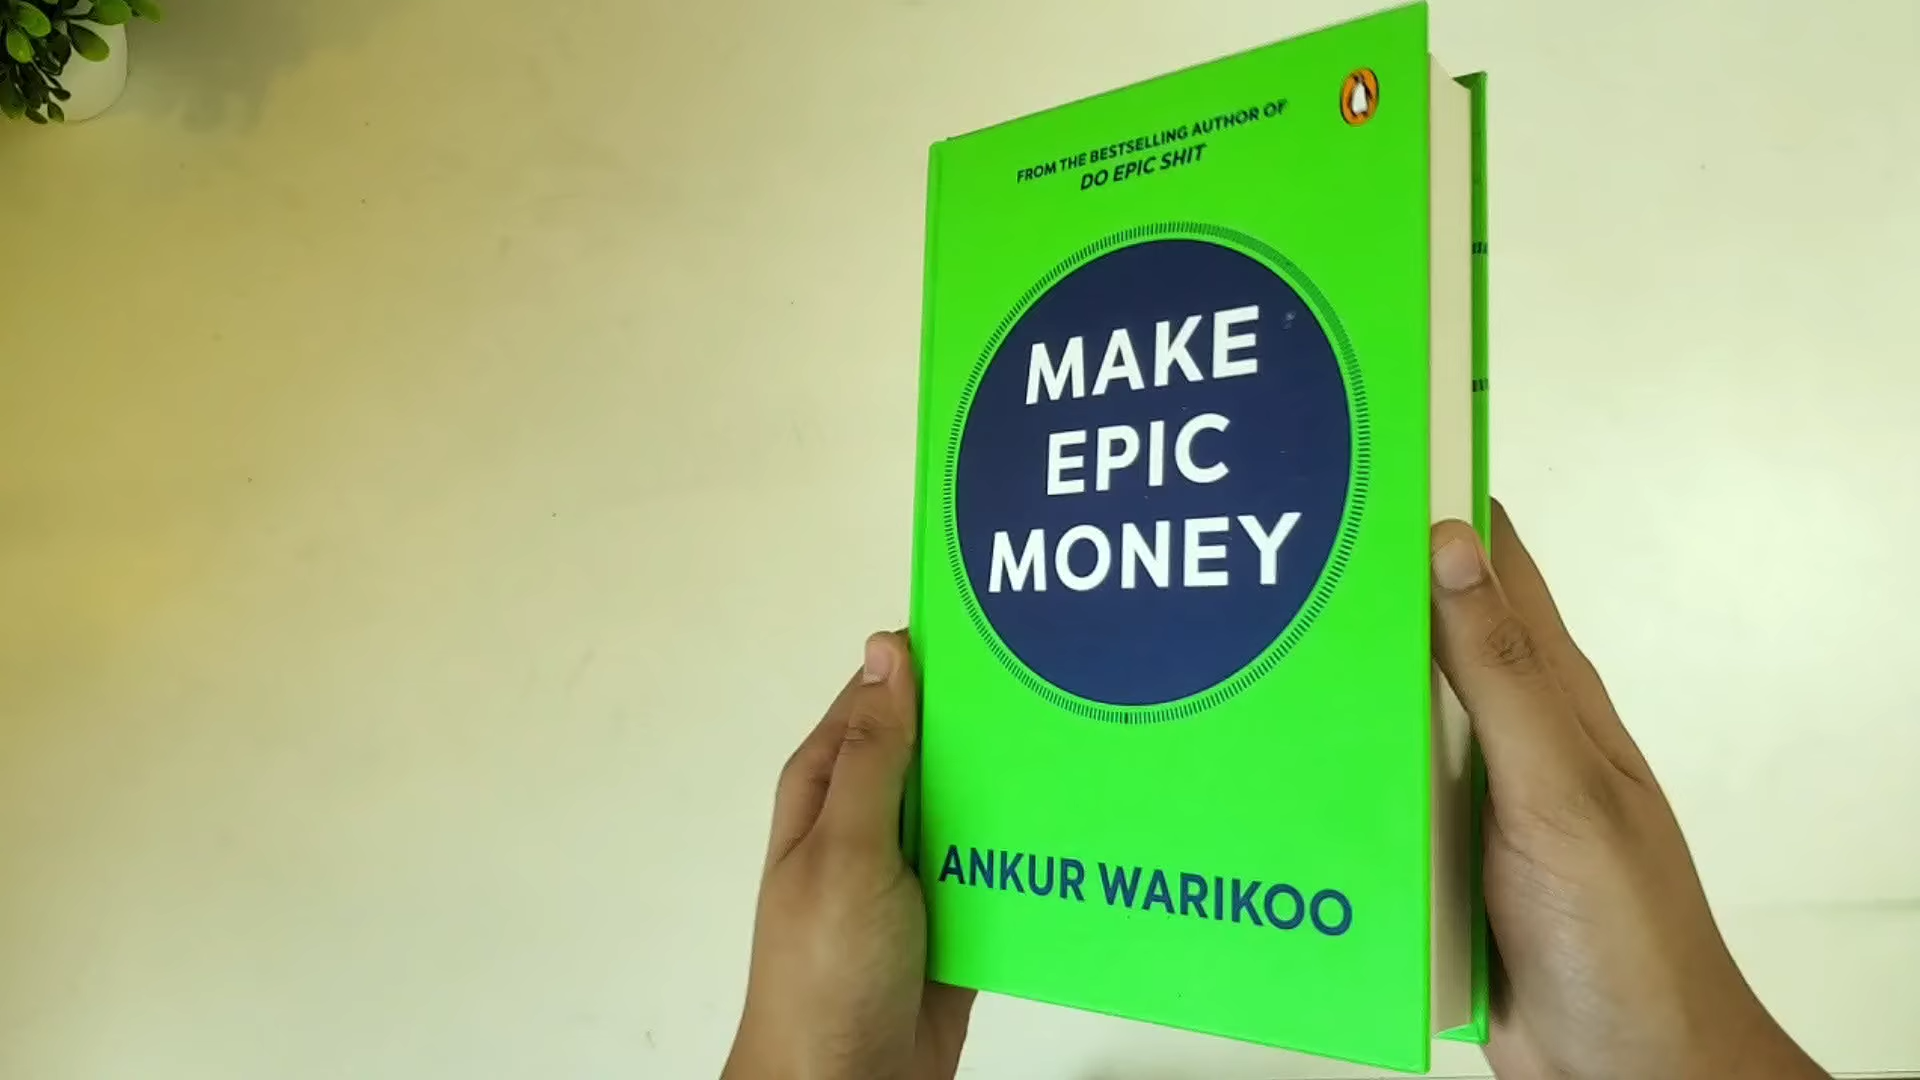 FROM THE BESTSELLING AUTHOR OF
DO EPIC SHIT
MAKE
EPIC
MONEY
ANKUR WARIKOO